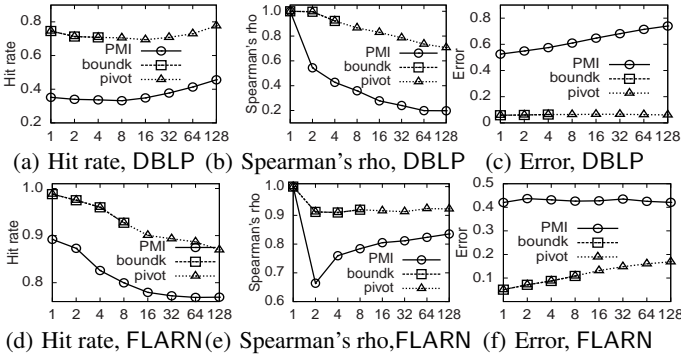 Hit rate
0.8
0.6
0.4
0.2
PMI
boundk
pivot
1 2 4 8 16 32 64 128
Spearman's rho
1.0
0.8
0.6
0.4
0.2
PMI
boundk
pivot
1 2 4 8 16 32 64 128
Error
0.8
0.6
0.4
0.2
0
PMI
boundk
pivot
1 2 4 8 16 32 64 128
(a) Hit rate, DBLP (b) Spearman's rho, DBLP (c) Error, DBLP
Hit rate
1.0
0.9
0.8
PMI
boundk
pivot
1 2 4 8 16 32 64 128
Spearman's rho
1.0
0.9
0.8
0.7
0.6
PMI
boundk
pivot
1 2 4 8 16 32 64 128
Error
0.5
0.4
0.3
0.2
0.1
0
PMI
boundk
pivot
1 2 4 8 16 32 64 128
(d) Hit rate, FLARN (e) Spearman's rho,FLARN (f) Error, FLARN